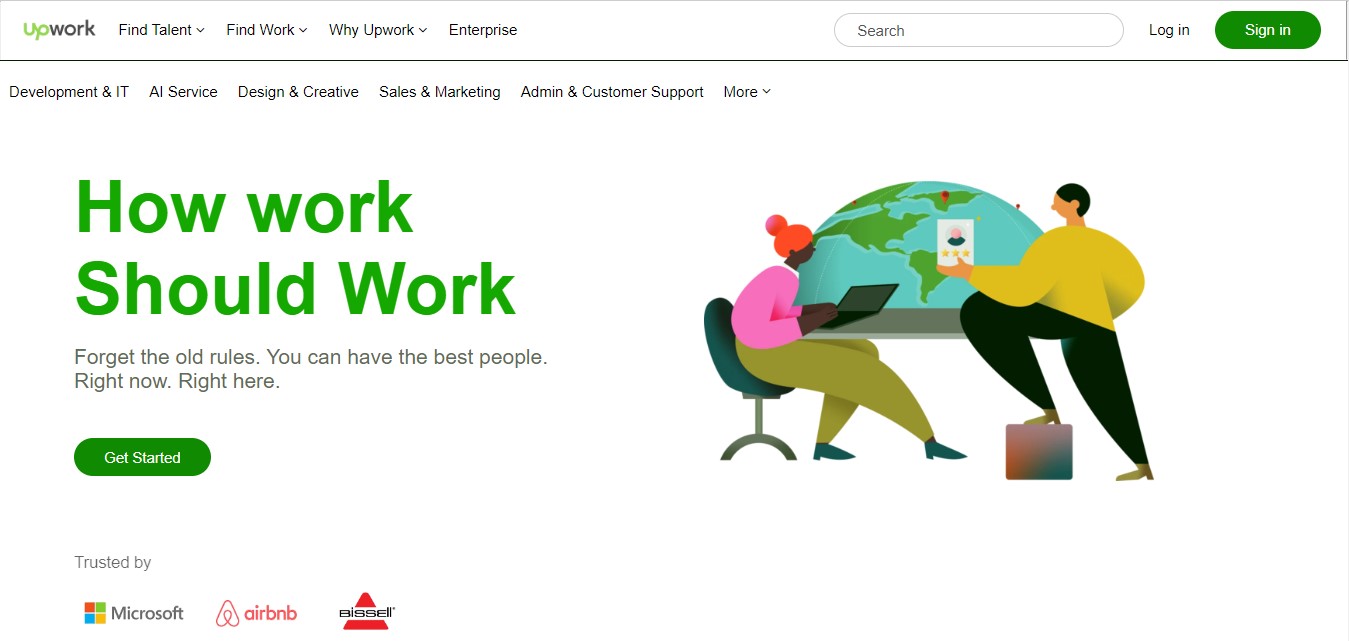 upwork Find Talent Find Work Why Upwork Enterprise Search Log in Sign in
Development & IT AI Service Design & Creative Sales & Marketing Admin & Customer Support More
How work
Should Work
Forget the old rules. You can have the best people.
Right now. Right here.
Get Started
Trusted by
Microsoft airbnb BISSELL